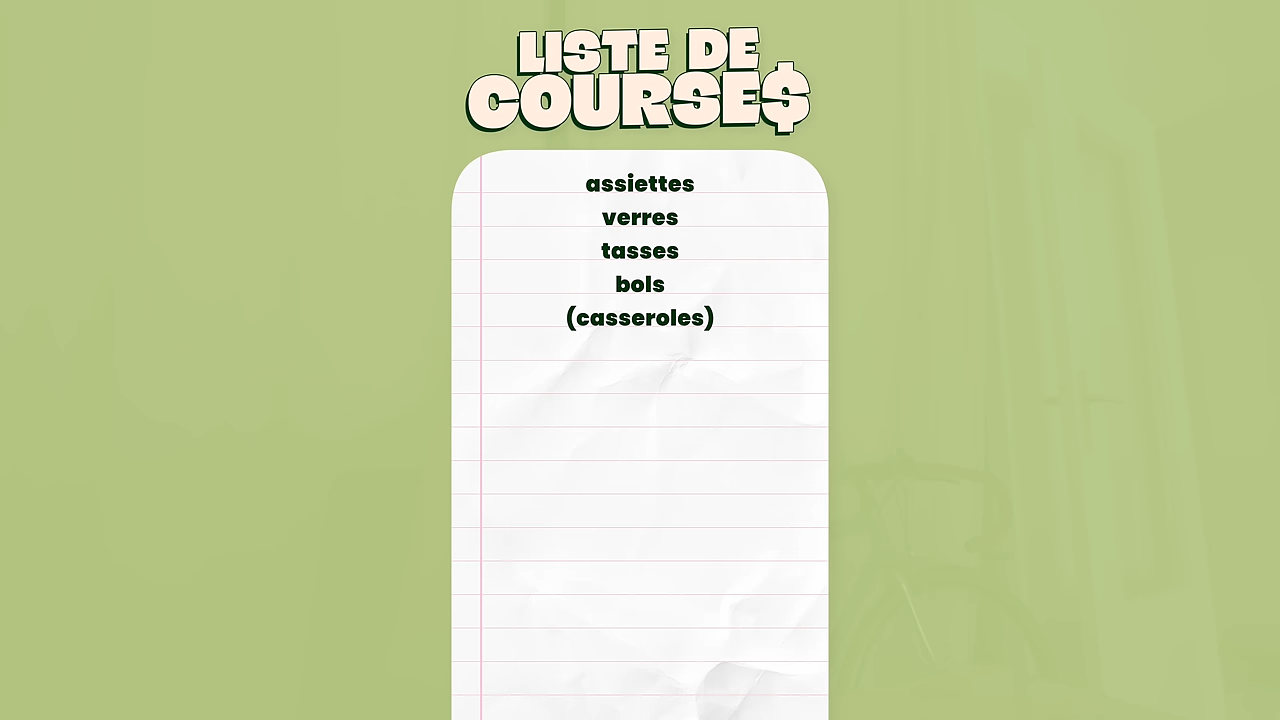 LISTE DE
COURSE$
assiettes
verres
tasses
bols
(casseroles)